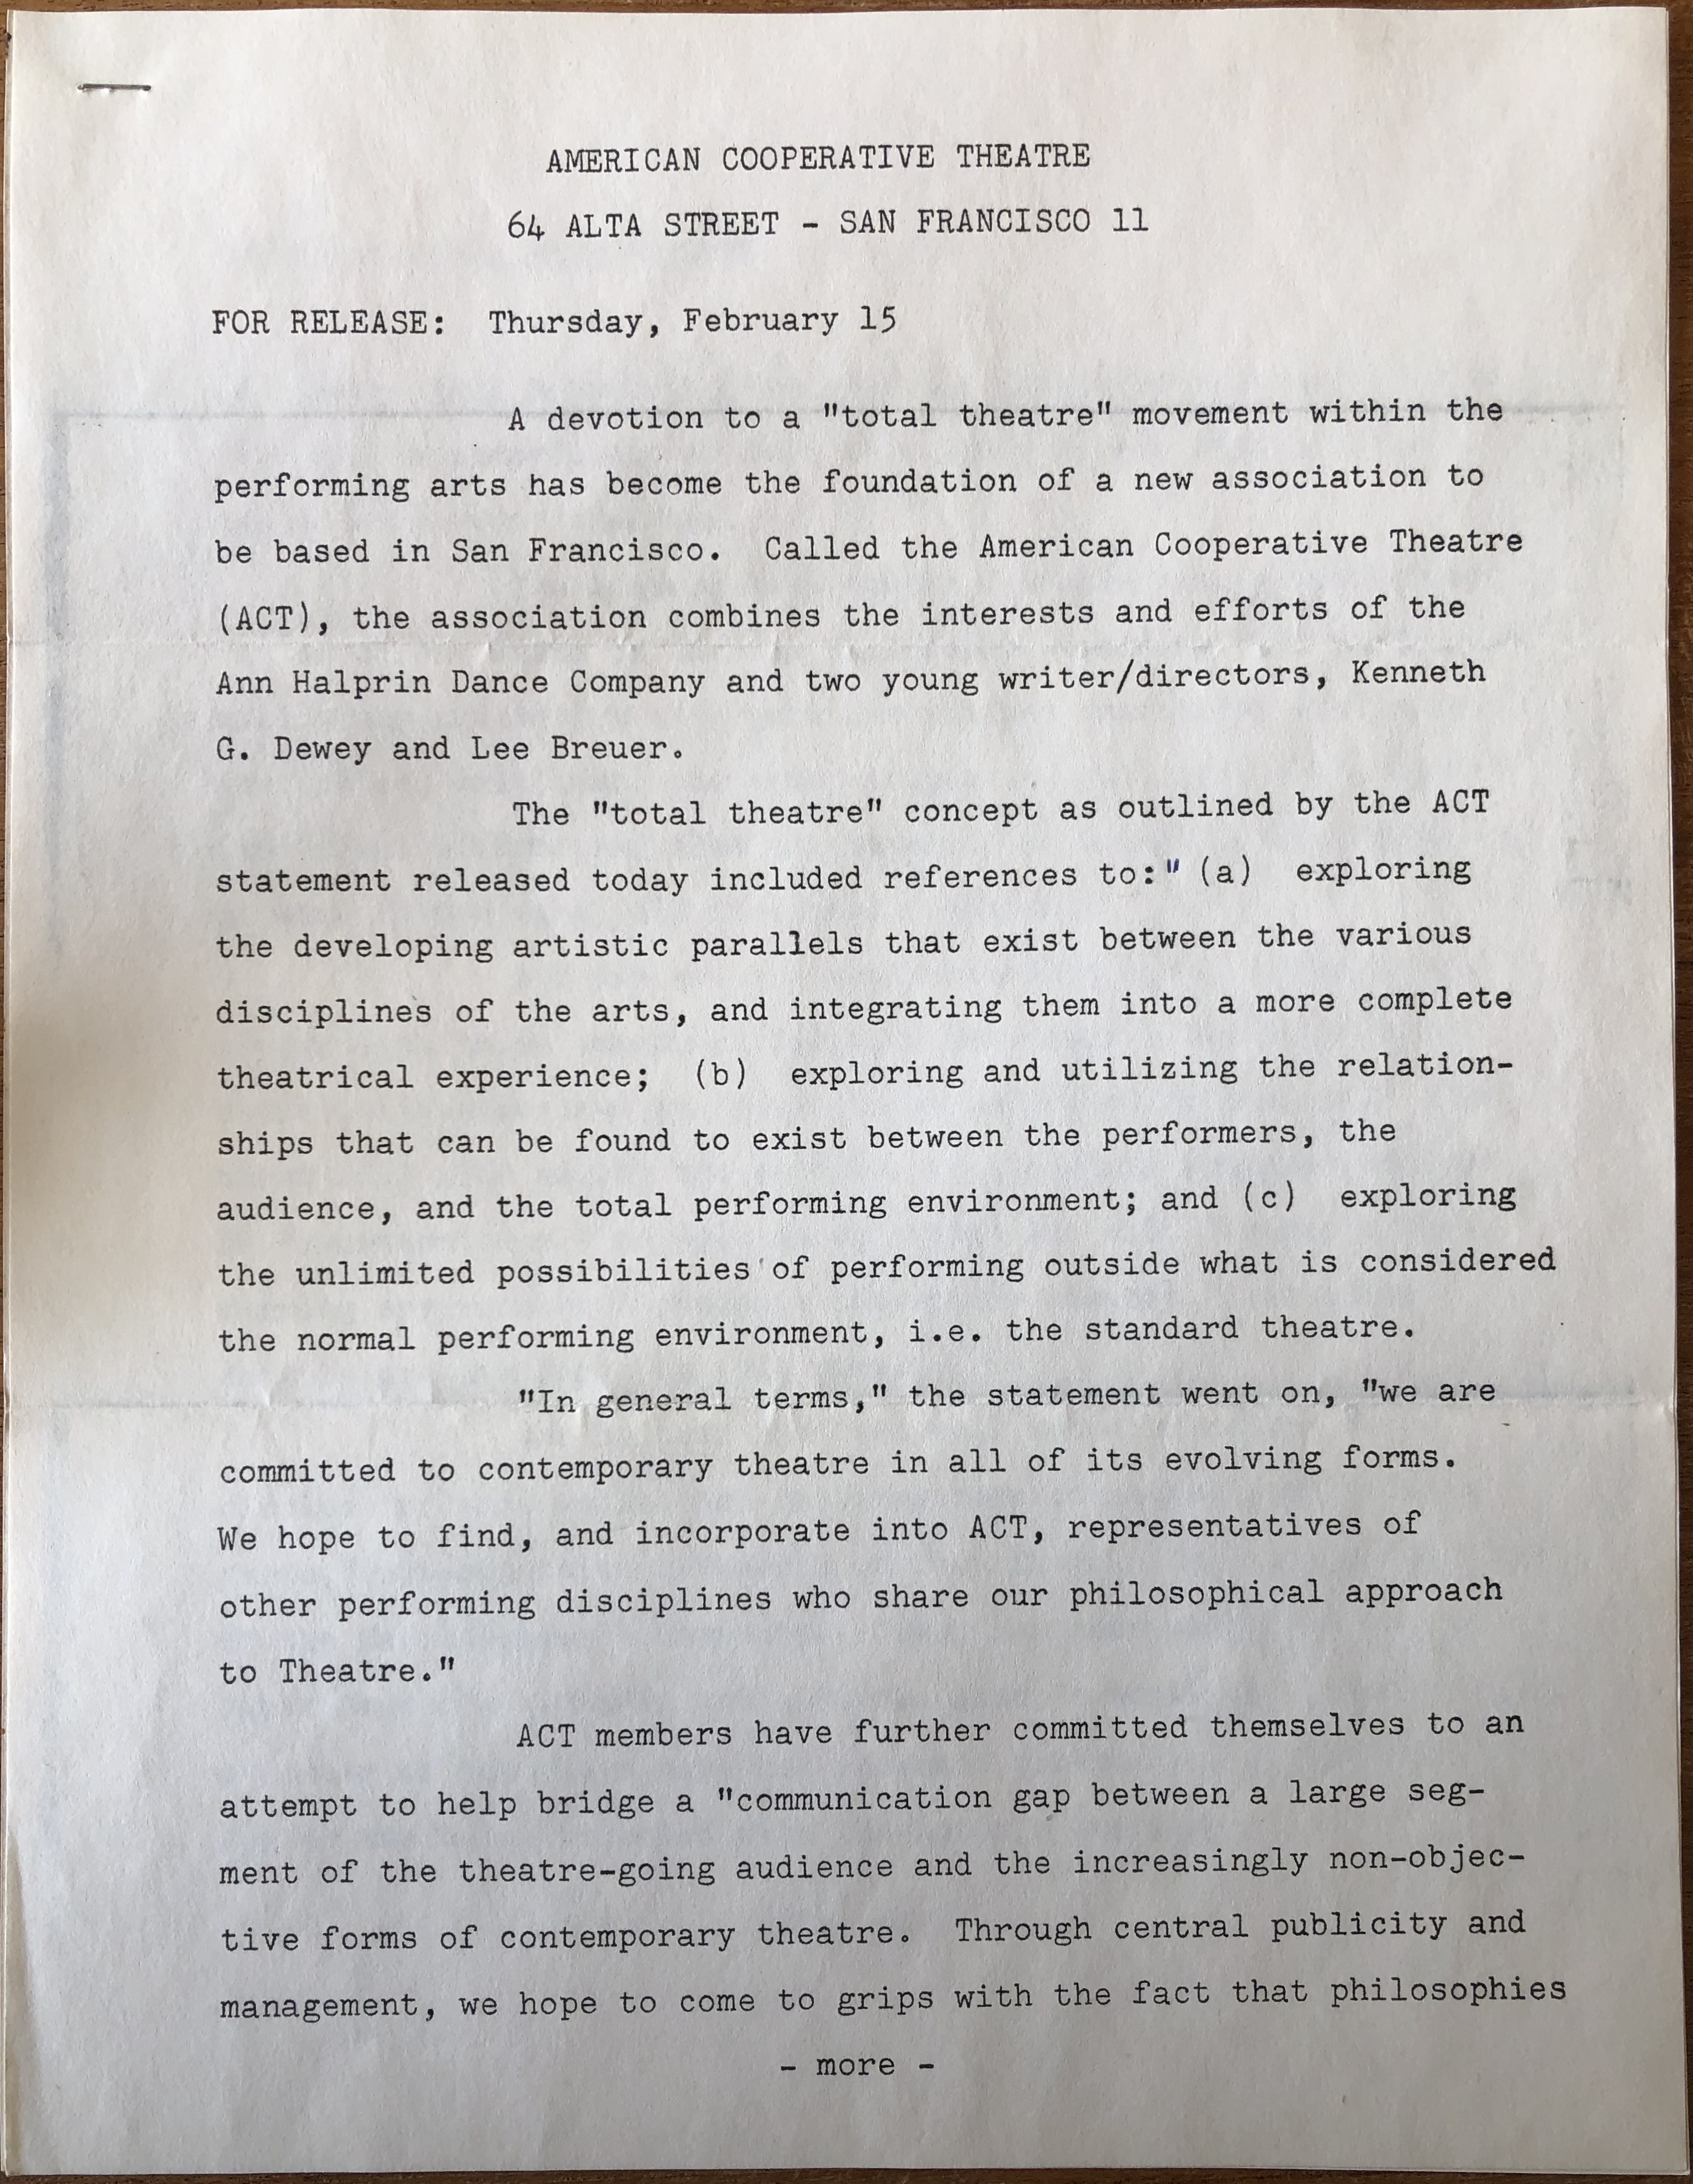 AMERICAN COOPERATIVE THEATRE
64 ALTA STREET - SAN FRANCISCO 11
FOR RELEASE: Thursday, February 15
A devotion to a "total theatre" movement within the
performing arts has become the foundation of a new association to
be based in San Francisco. Called the American Cooperative Theatre
(ACT), the association combines the interests and efforts of the
Ann Halprin Dance Company and two young writer/directors, Kenneth
G. Dewey and Lee Breuer.
The "total theatre" concept as outlined by the ACT
statement released today included references to:" (a) exploring
the developing artistic parallels that exist between the various
disciplines of the arts, and integrating them into a more complete
theatrical experience; (b) exploring and utilizing the relation-
ships that can be found to exist between the performers, the
audience, and the total performing environment; and (c) exploring
the unlimited possibilities of performing outside what is considered
the normal performing environment, i.e. the standard theatre.
"In general terms," the statement went on, "we are
committed to contemporary theatre in all of its evolving forms.
We hope to find, and incorporate into ACT, representatives of
other performing disciplines who share our philosophical approach
to Theatre."
ACT members have further committed themselves to an
attempt to help bridge a "communication gap between a large seg-
ment of the theatre-going audience and the increasingly non-objec-
tive forms of contemporary theatre. Through central publicity and
management, we hope to come to grips with the fact that philosophies
- more -